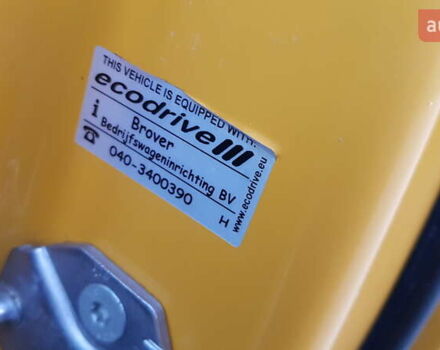 THIS VEHICLE IS EQUIPPED WITH:
ecodrive
i Brover
Bedrijfswageninrichting BV
☎ 040-3400390
H
www.ecodrive.eu